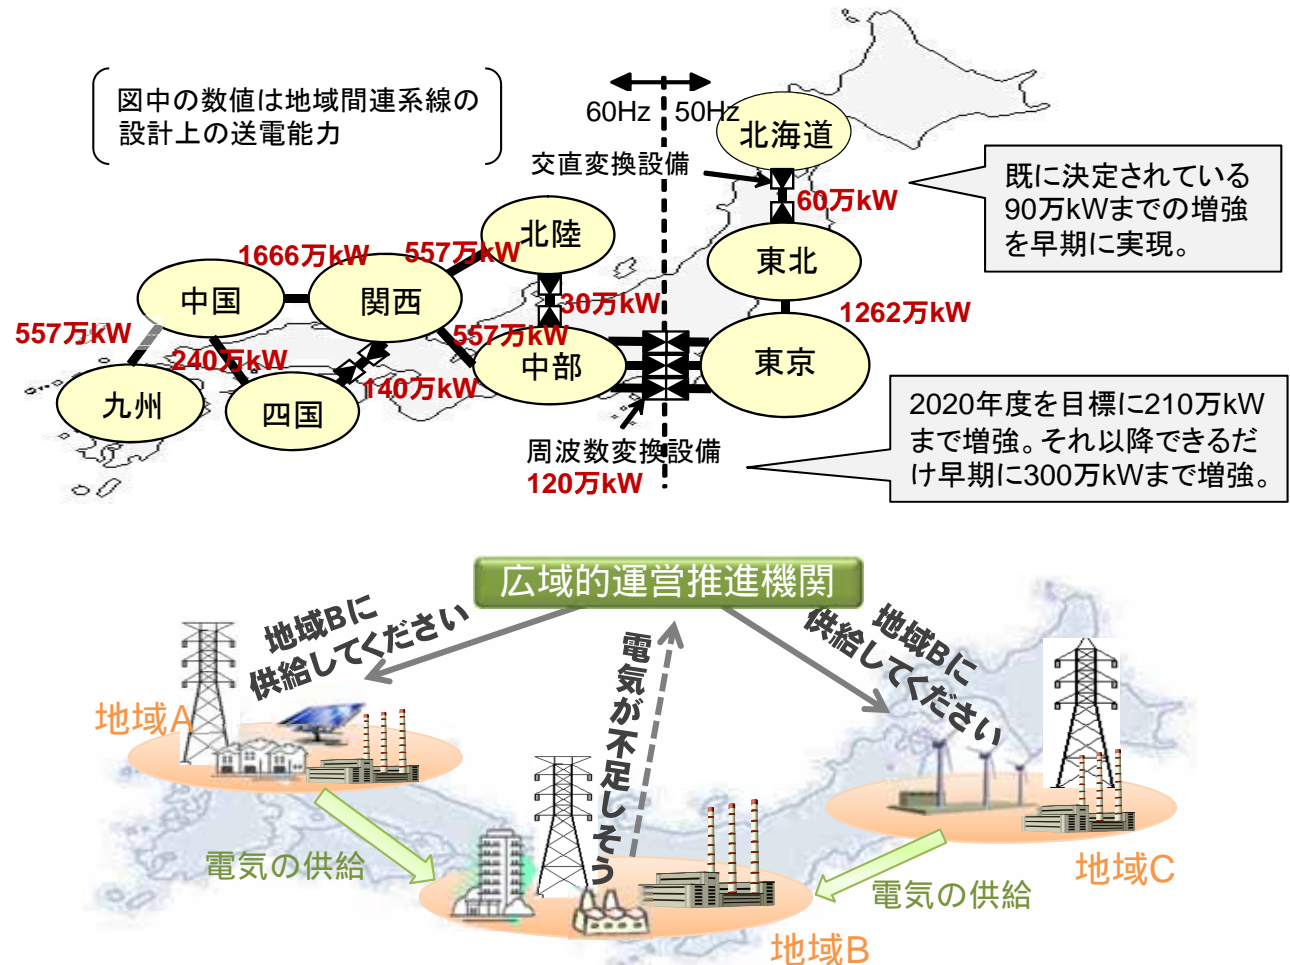 図中の数値は地域間連系線の
設計上の送電能力
60Hz
50Hz
北海道
交直変換設備
60万kW
既に決定されている
90万kWまでの増強
を早期に実現。
北陸
東北
1666万kW
557万kW
中国
関西
30万kW
1262万kW
557万kW
557万kW
中部
東京
240万kW
140万kW
九州
四国
周波数変換設備
120万kW
2020年度を目標に210万kW
まで増強。それ以降できるだ
け早期に300万kWまで増強。
広域的運営推進機関
地域Bに
供給してください
電気が不足しそう
地域Bに
供給してください
地域A
電気の供給
地域C
電気の供給
地域B